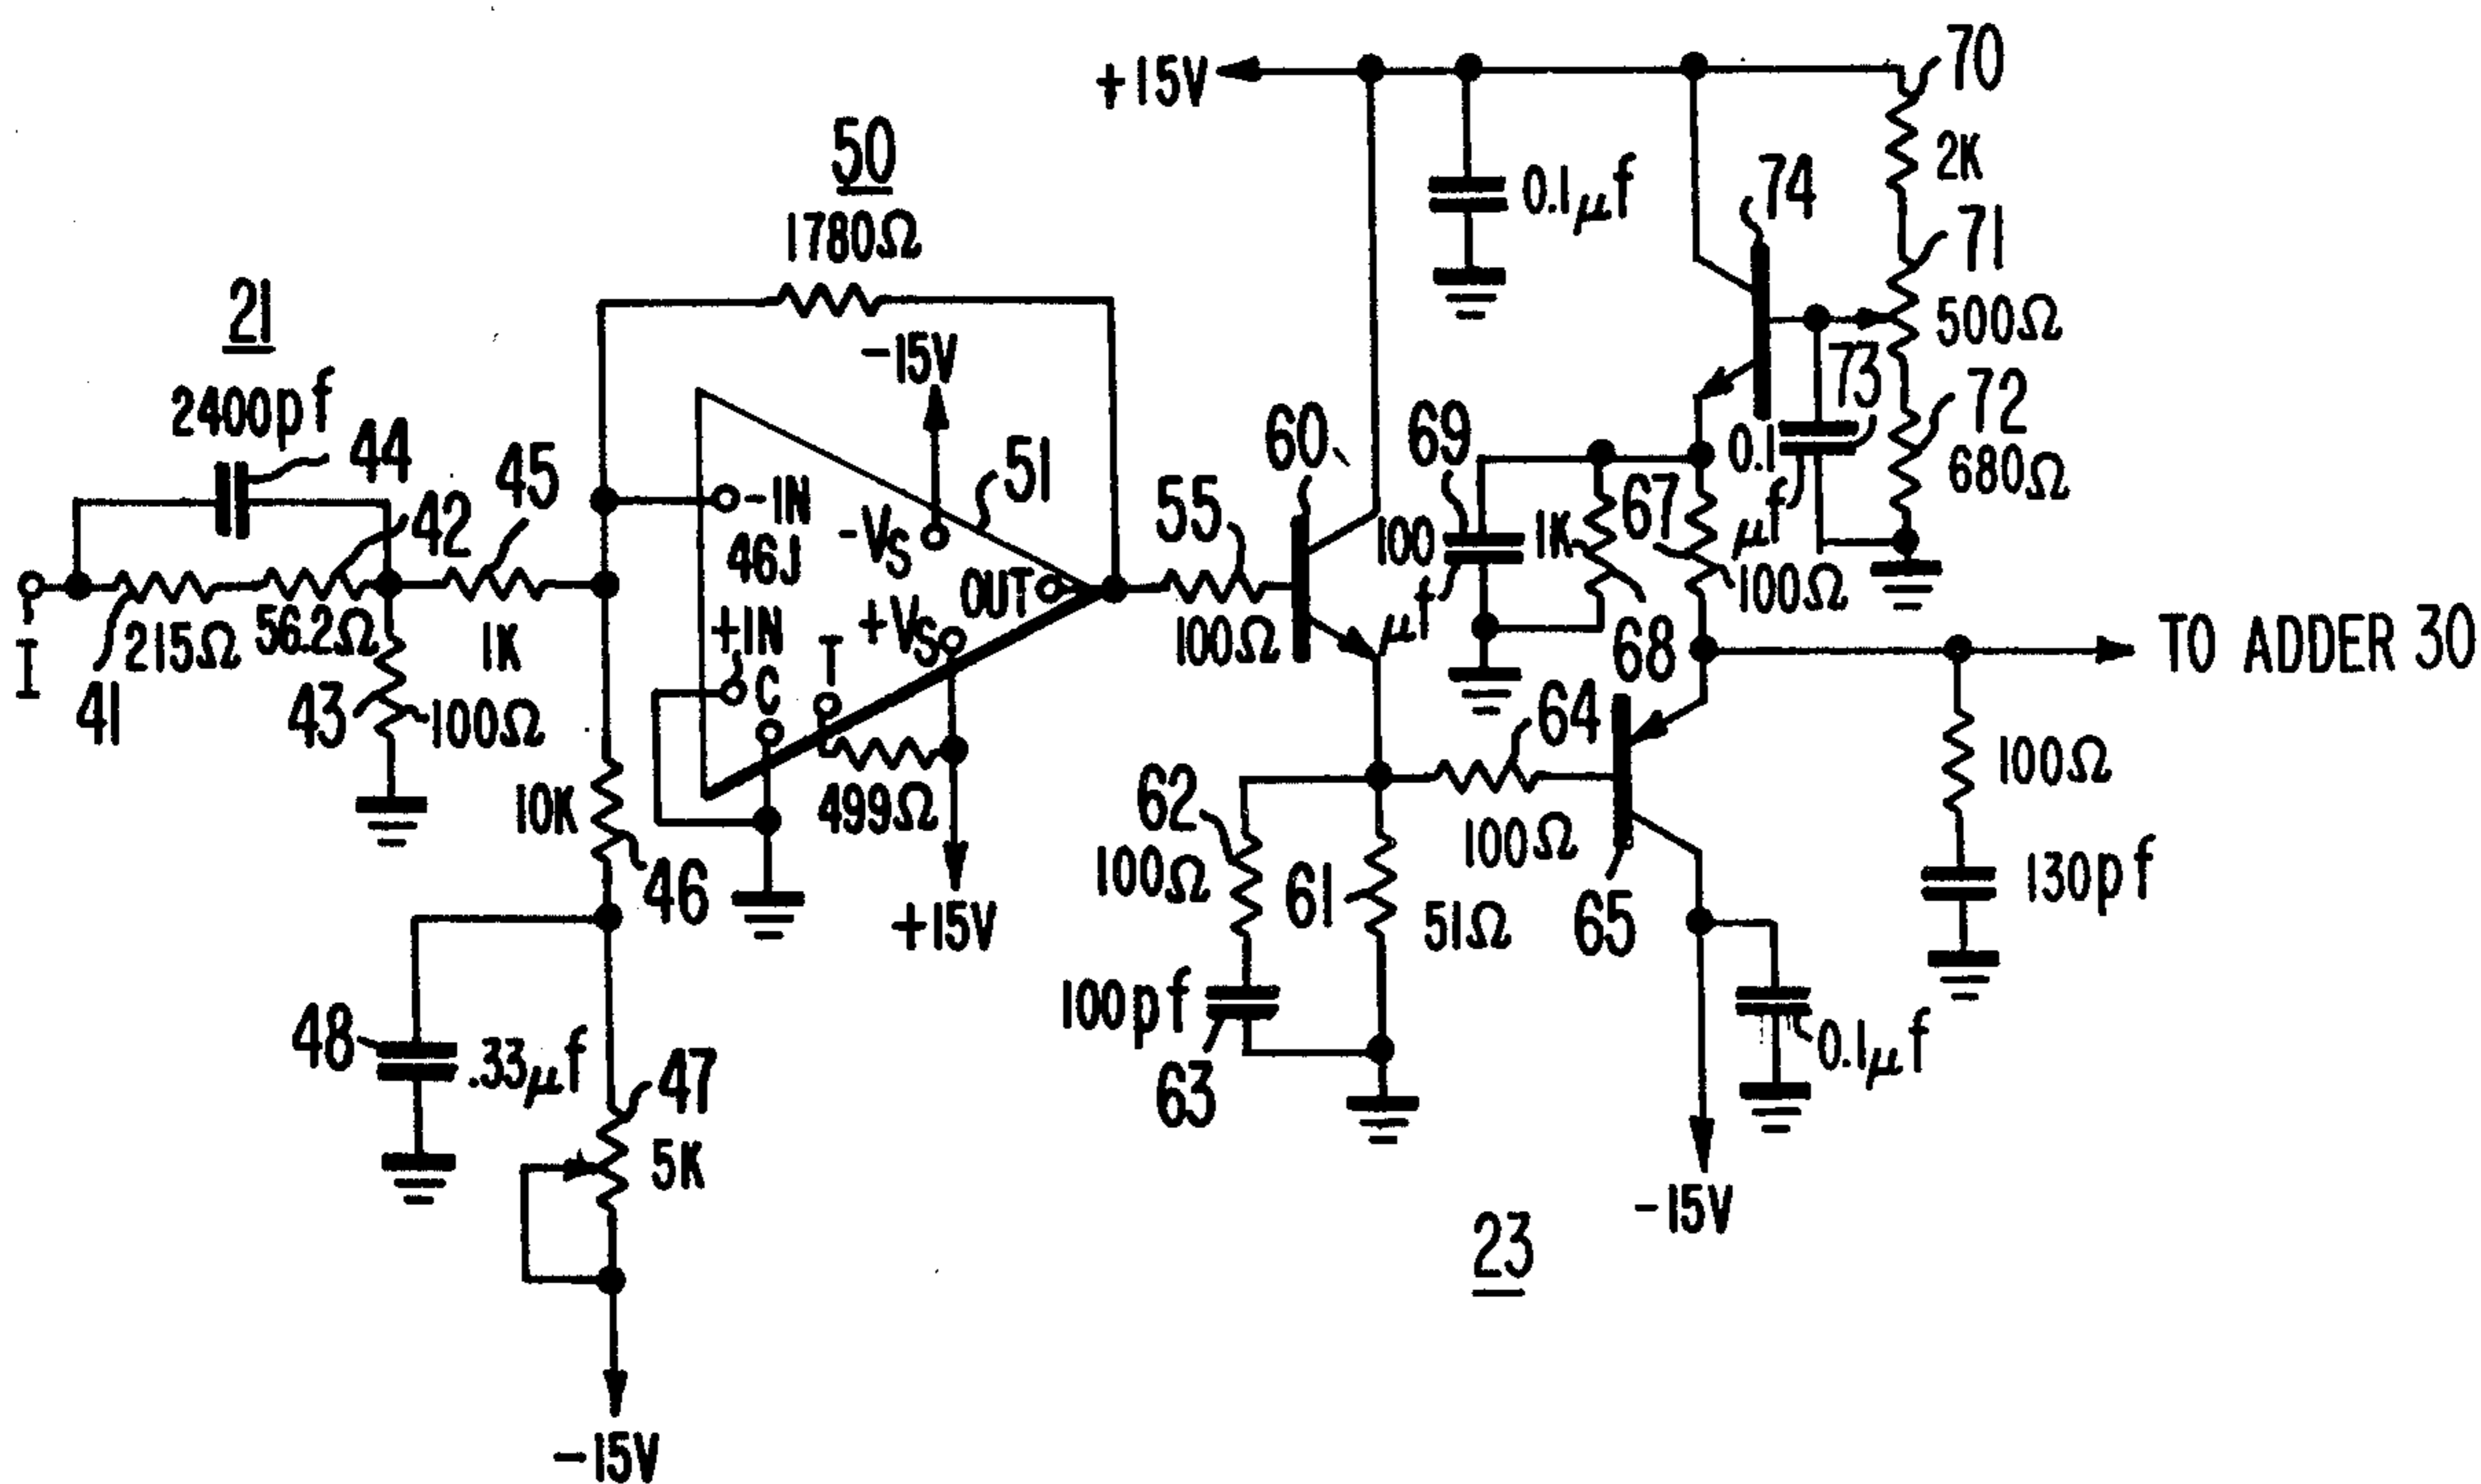 70
+15V
2K
50
74
0.1μf
1780Ω
71
21
500Ω
-15V
73
2400pf
72
44
60
69
0.1
μf
45
-IN
51
680Ω
42
-VS
55
100
μf
1K
67
46J
OUT
100Ω
I
215Ω
56.2Ω
1K
+IN
T
+VS
100Ω
68
TO ADDER 30
41
43
100Ω
C
64
100Ω
62
10K
499Ω
100Ω
100Ω
61
130pf
46
+15V
51Ω
65
100pf
48
.33μf
0.1μf
47
63
5K
-15V
23
-15V